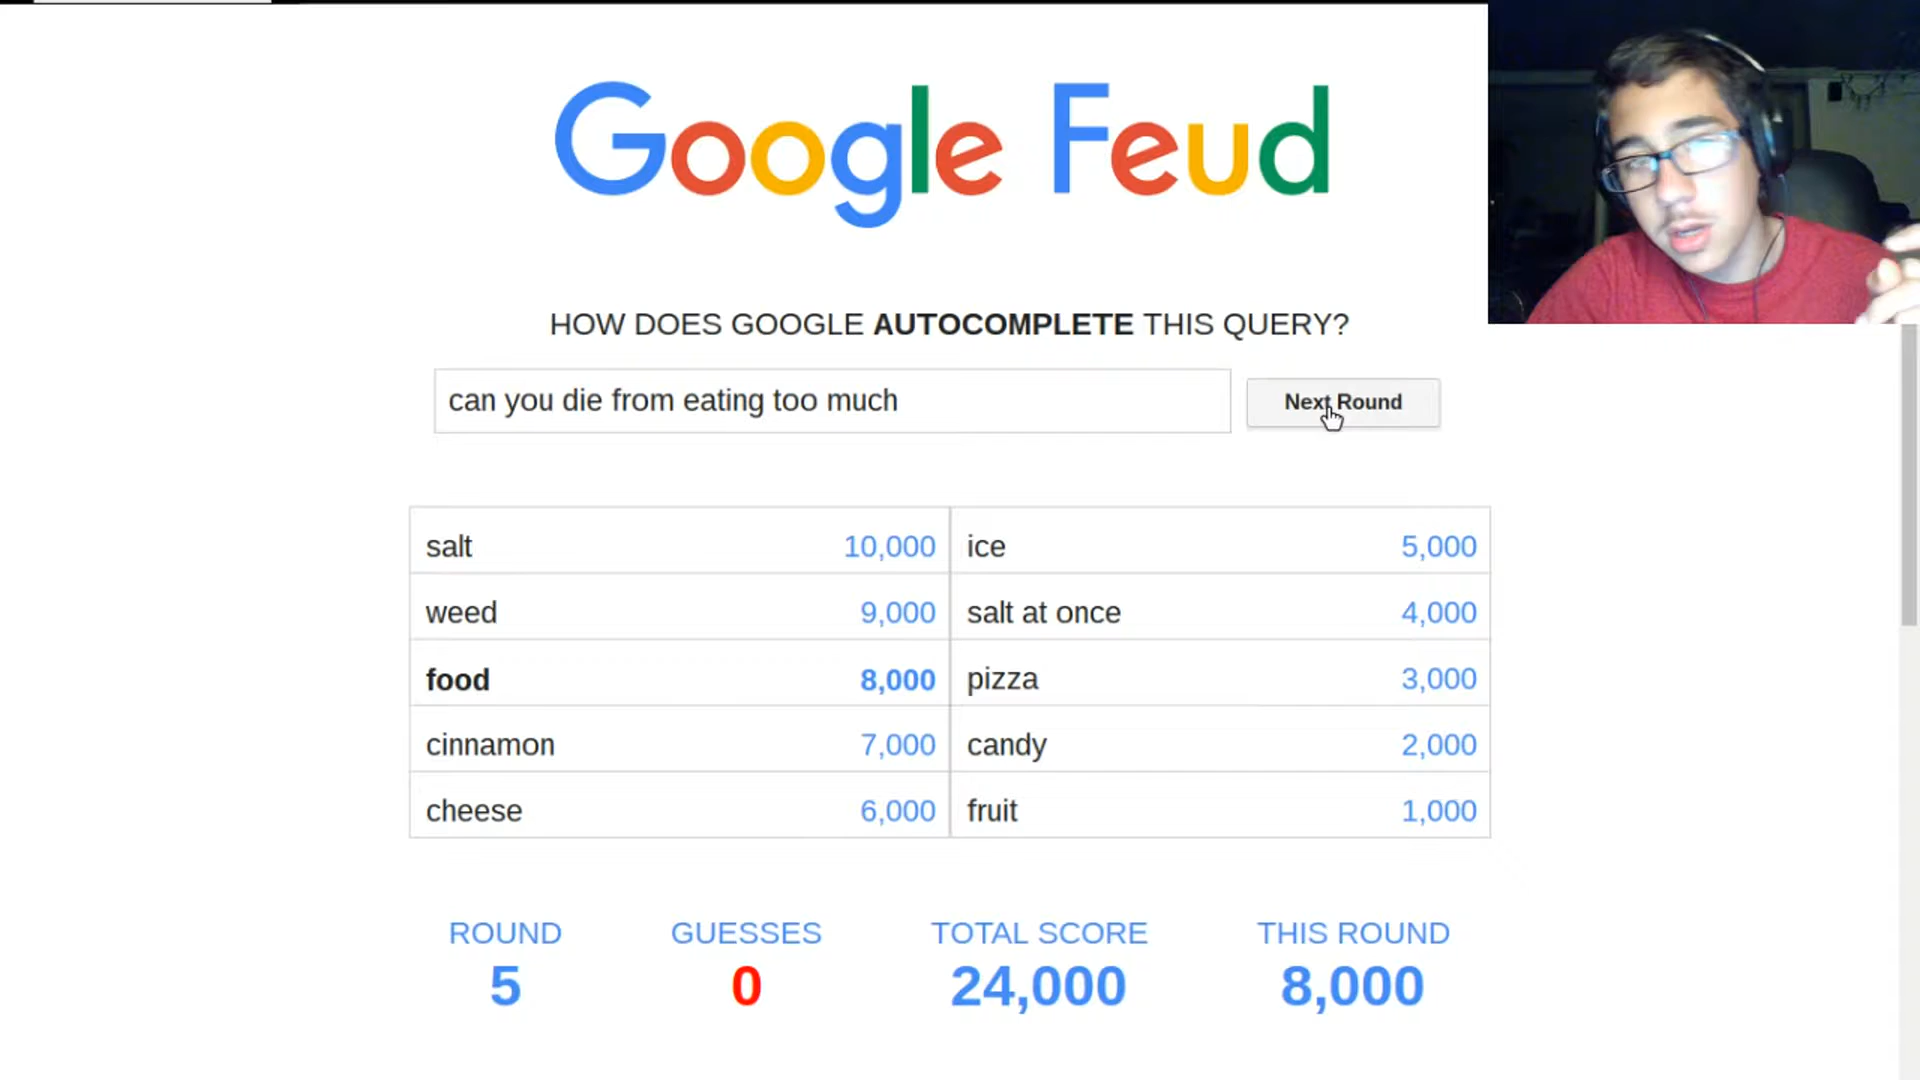 Google Feud
HOW DOES GOOGLE AUTOCOMPLETE THIS QUERY?
can you die from eating too much
Next Round
salt 10,000 ice 5,000
weed 9,000 salt at once 4,000
food 8,000 pizza 3,000
cinnamon 7,000 candy 2,000
cheese 6,000 fruit 1,000
ROUND GUESSES TOTAL SCORE THIS ROUND
5 0 24,000 8,000